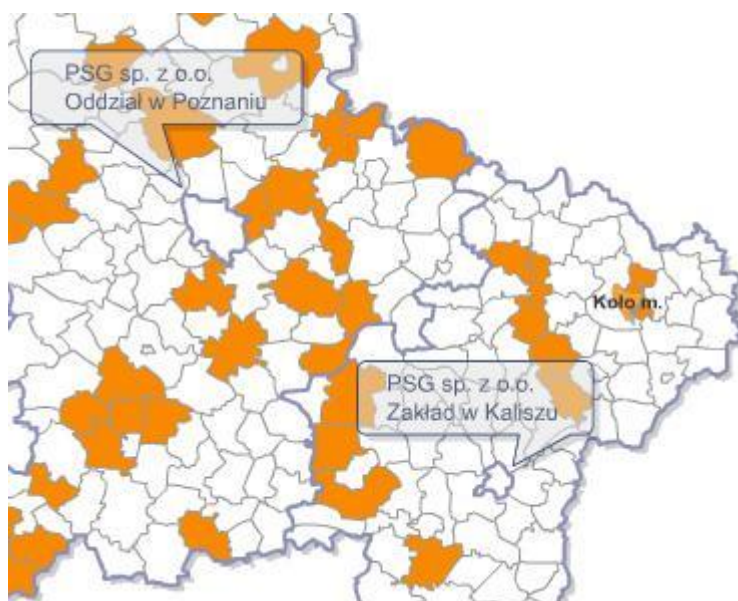 PSG sp. z o.o.
Oddział w Poznaniu
Koło m.
PSG sp. z o.o.
Zakład w Kaliszu